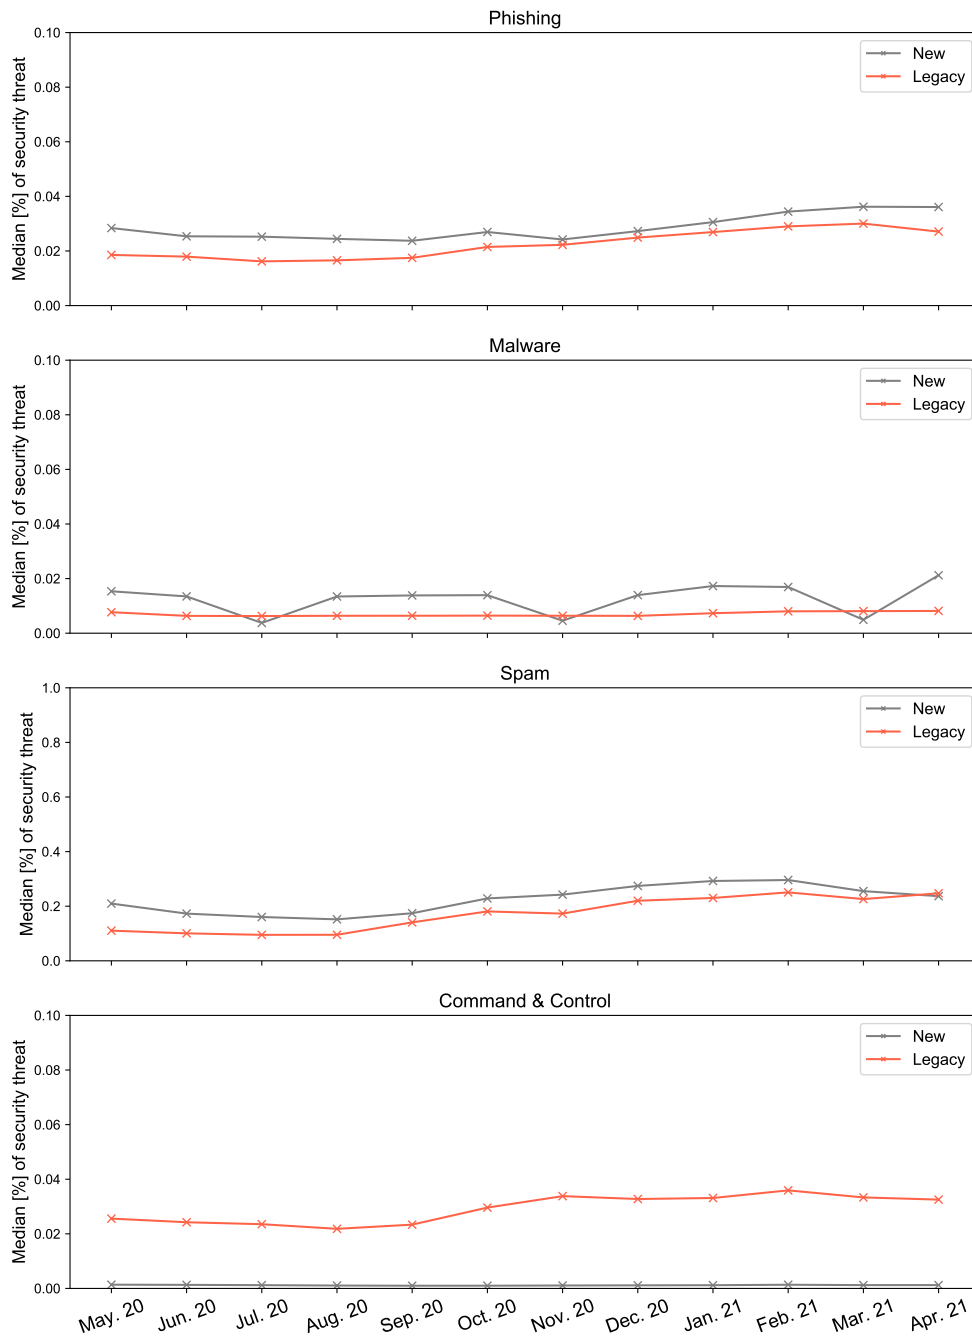 Phishing
Median [%] of security threat
0.10
0.08
0.06
0.04
0.02
0.00
New
Legacy
Malware
Median [%] of security threat
0.10
0.08
0.06
0.04
0.02
0.00
New
Legacy
Spam
Median [%] of security threat
1.0
0.8
0.6
0.4
0.2
0.0
New
Legacy
Command & Control
Median [%] of security threat
0.10
0.08
0.06
0.04
0.02
0.00
New
Legacy
May. 20
Jun. 20
Jul. 20
Aug. 20
Sep. 20
Oct. 20
Nov. 20
Dec. 20
Jan. 21
Feb. 21
Mar. 21
Apr. 21